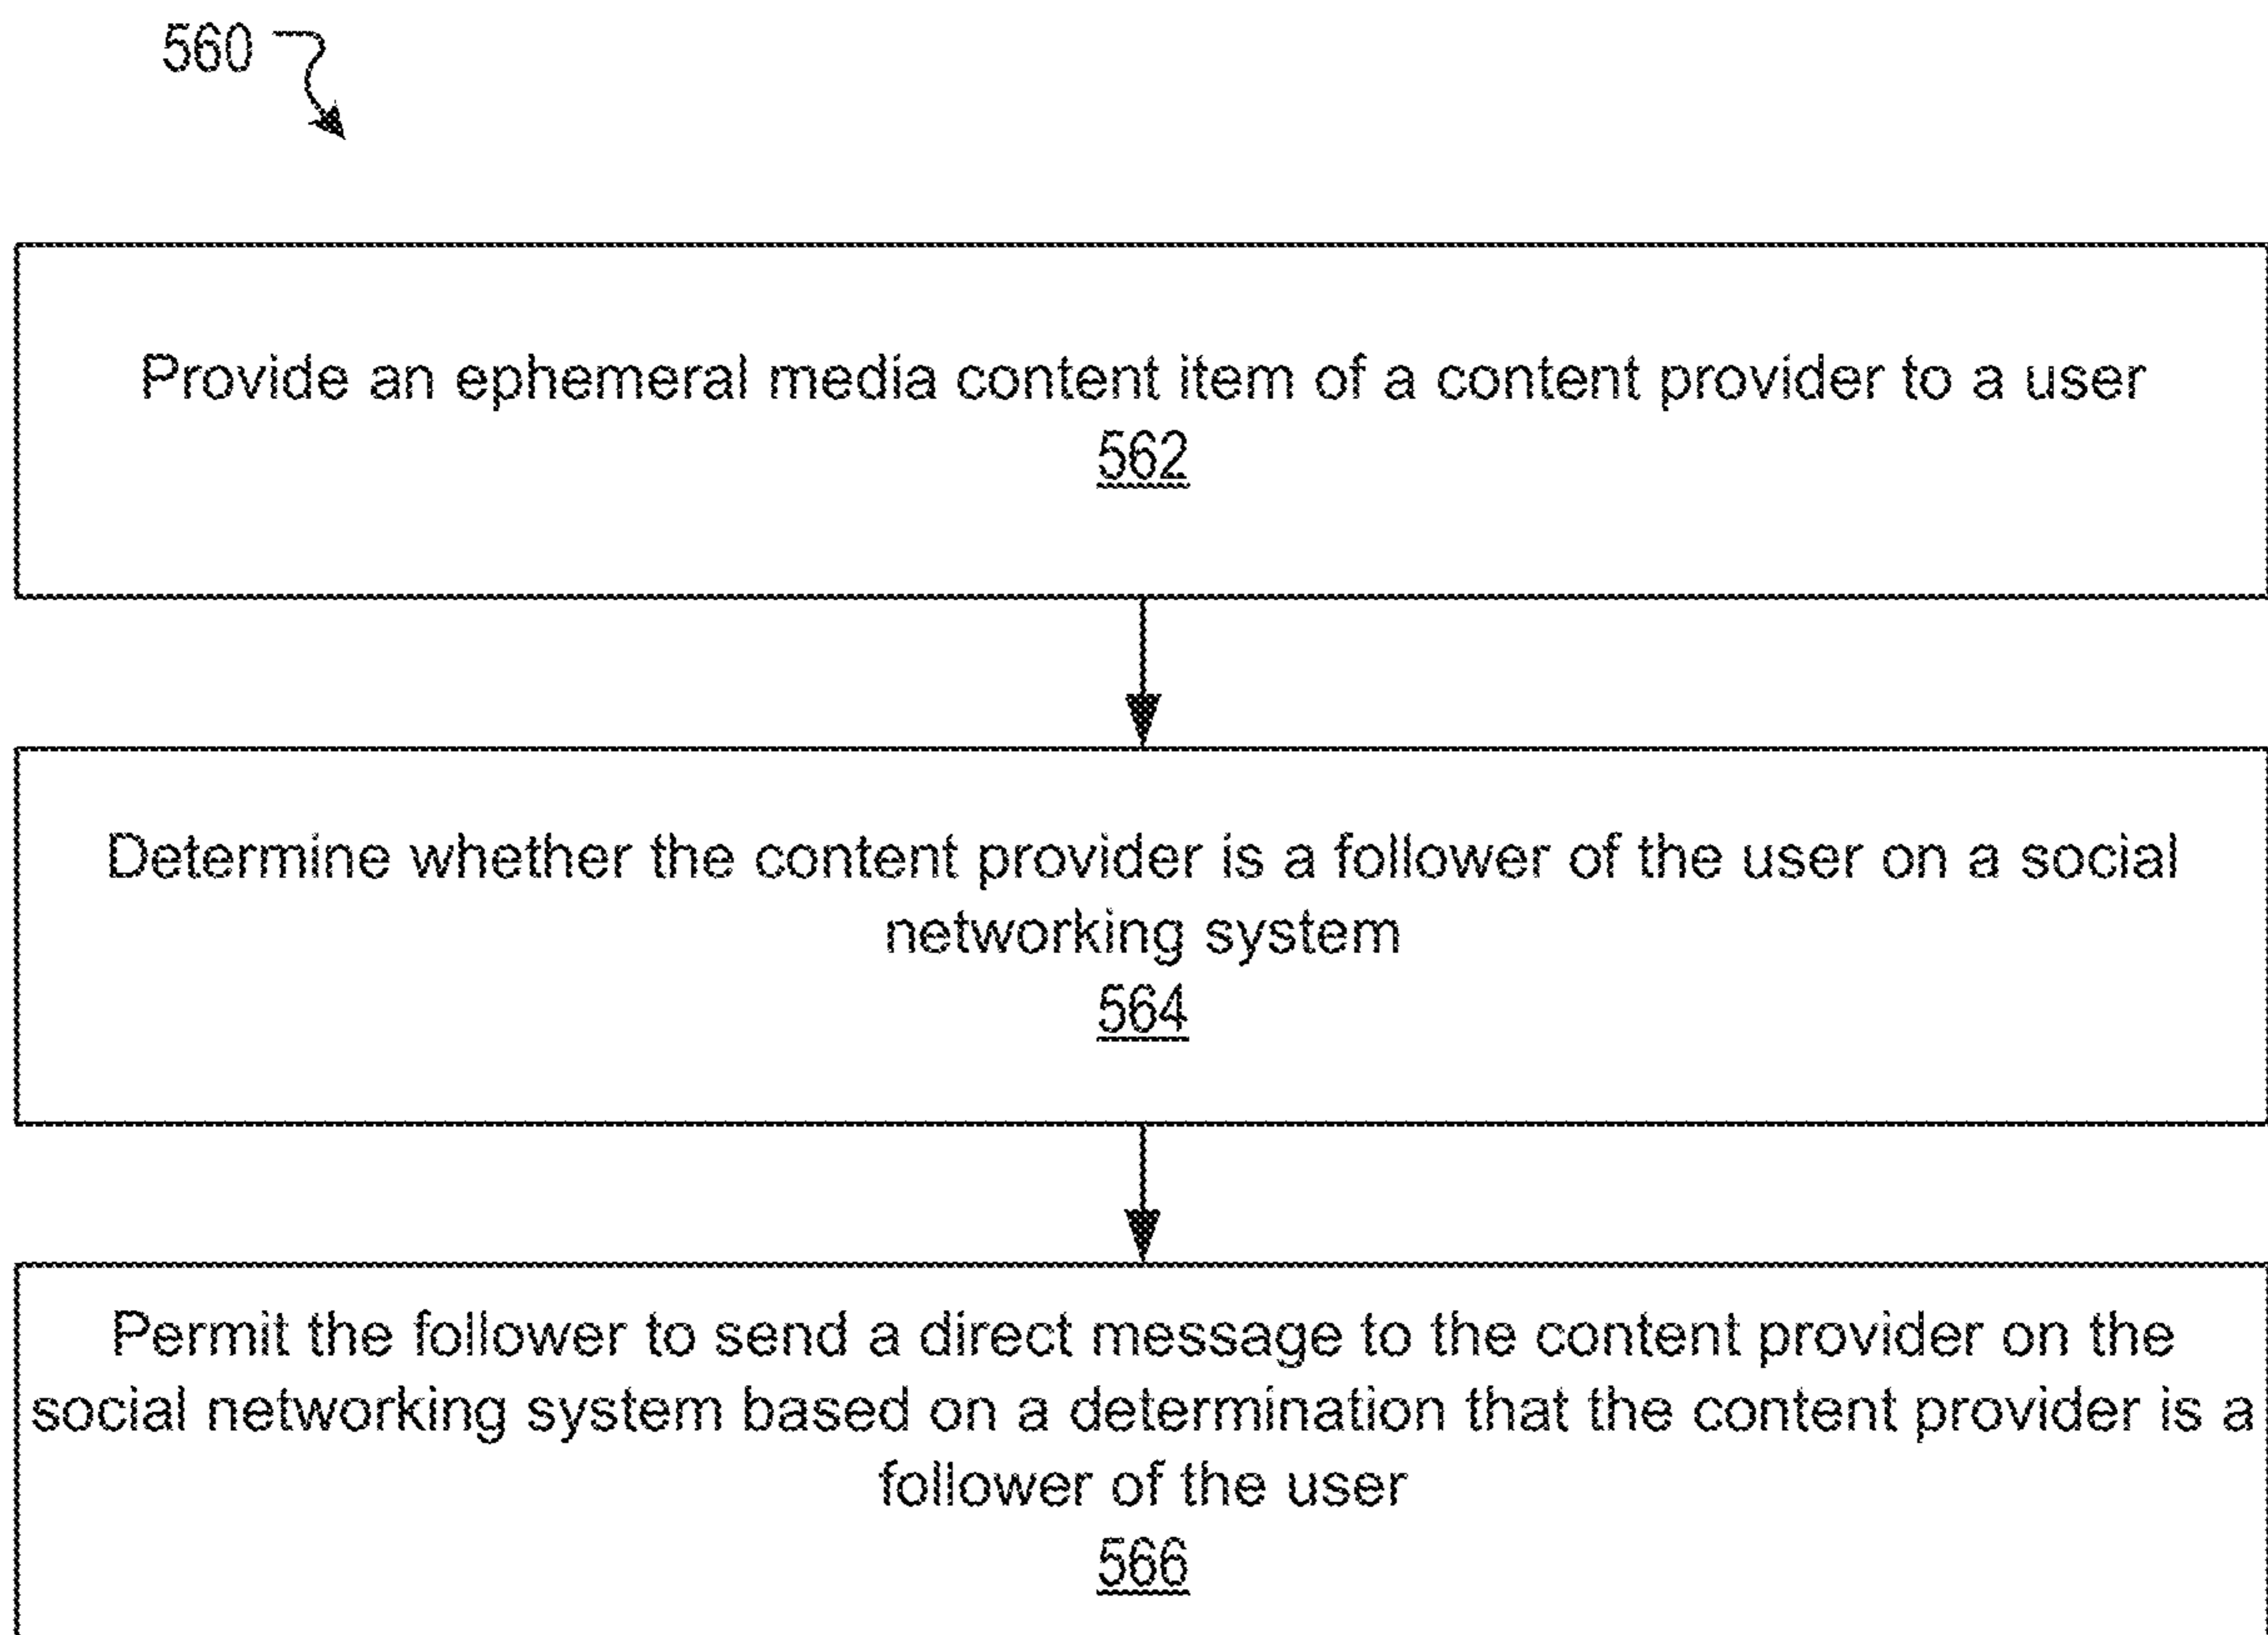 560
Provide an ephemeral media content item of a content provider to a user
562
Determine whether the content provider is a follower of the user on a social
networking system
564
Permit the follower to send a direct message to the content provider on the
social networking system based on a determination that the content provider is a
follower of the user
566